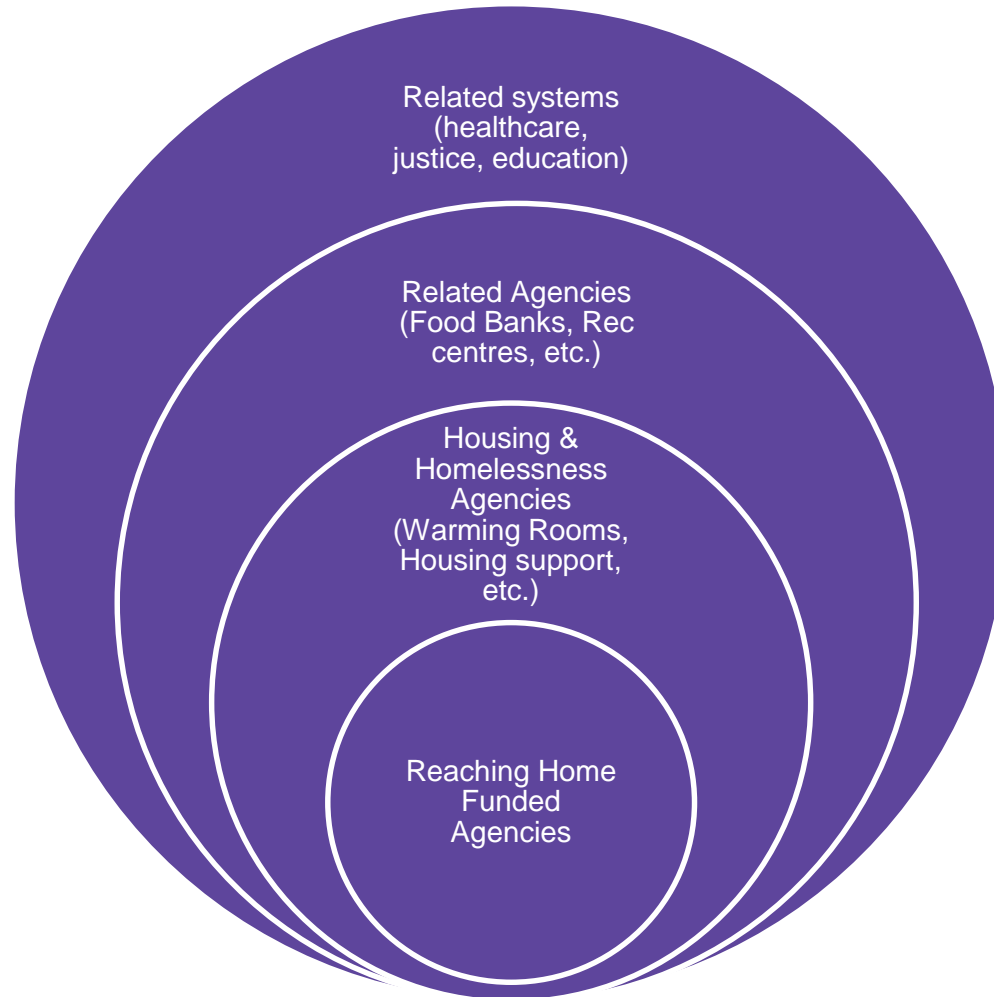 Related systems
(healthcare,
justice, education)
Related Agencies
(Food Banks, Rec
centres, etc.)
Housing &
Homelessness
Agencies
(Warming Rooms,
Housing support,
etc.)
Reaching Home
Funded
Agencies